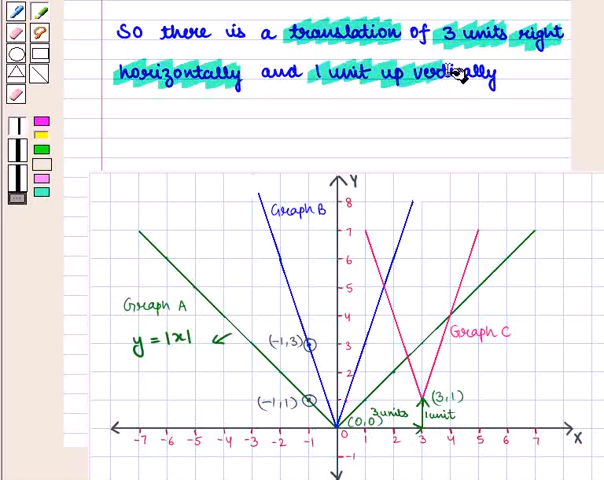 So there is a translation of 3 units right
horizontally and 1 unit up vertically
Y
8
Graph B
7
6
5
Graph A
4
y = |x|
(-1,3)
3
Graph C
2
(-1,1)
(3,1)
3 units
1 unit
(0,0)
-7 -6 -5 -4 -3 -2 -1 0 1 2 3 4 5 6 7 X
-1